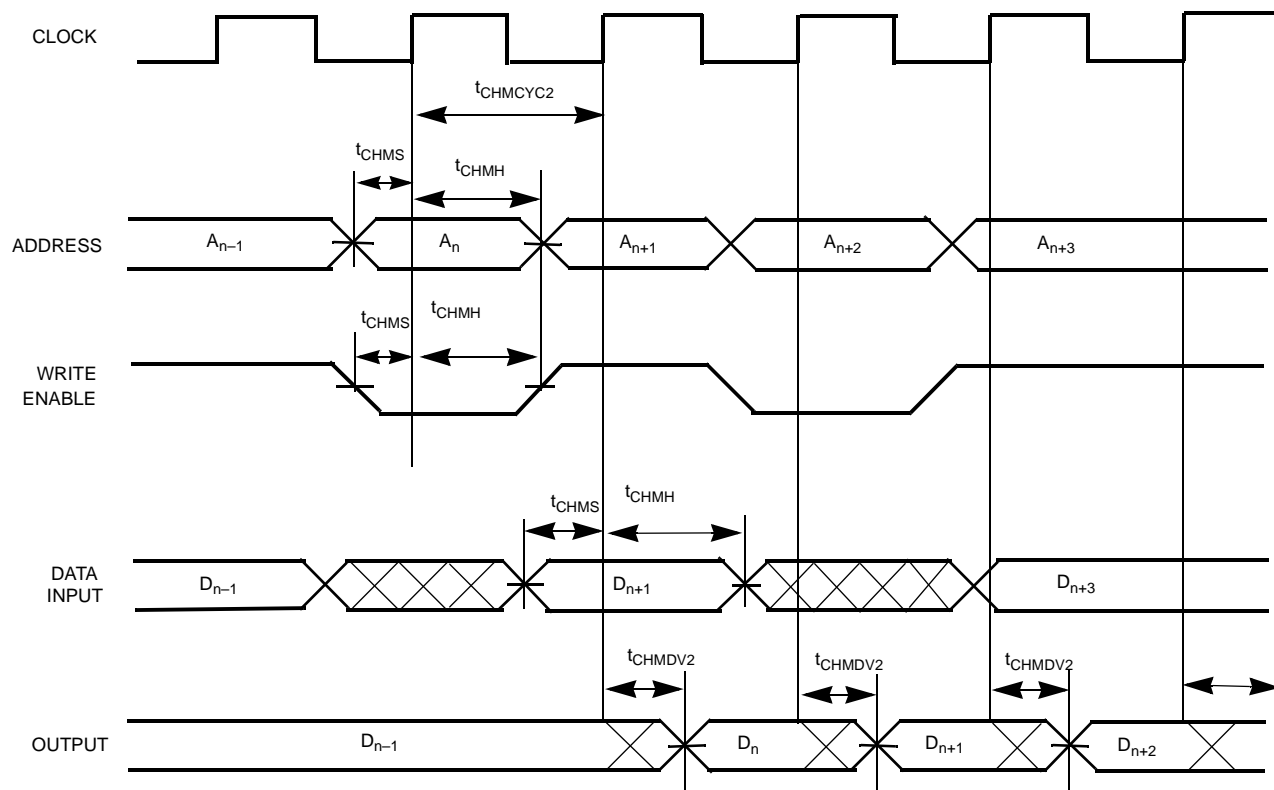 CLOCK
tCHMCYC2
tCHMS
tCHMH
ADDRESS
An–1
An
An+1
An+2
An+3
tCHMS
tCHMH
WRITE
ENABLE
tCHMS
tCHMH
DATA
INPUT
Dn–1
Dn+1
Dn+3
tCHMDV2
tCHMDV2
tCHMDV2
OUTPUT
Dn–1
Dn
Dn+1
Dn+2